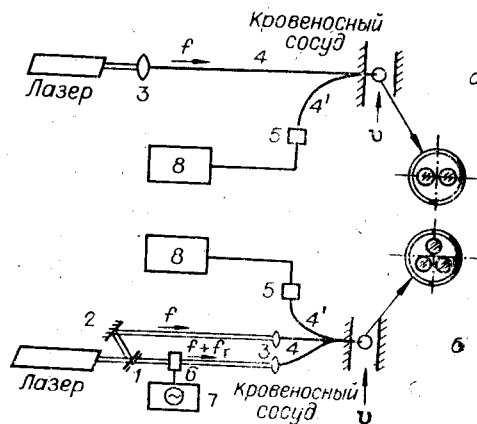 Кровеносный
сосуд
f
4
Лазер
3
4'
5
υ
8
а
8
5
2
f
4'
3
4
б
f+fг
1
6
Лазер
7
Кровеносный
сосуд
υ